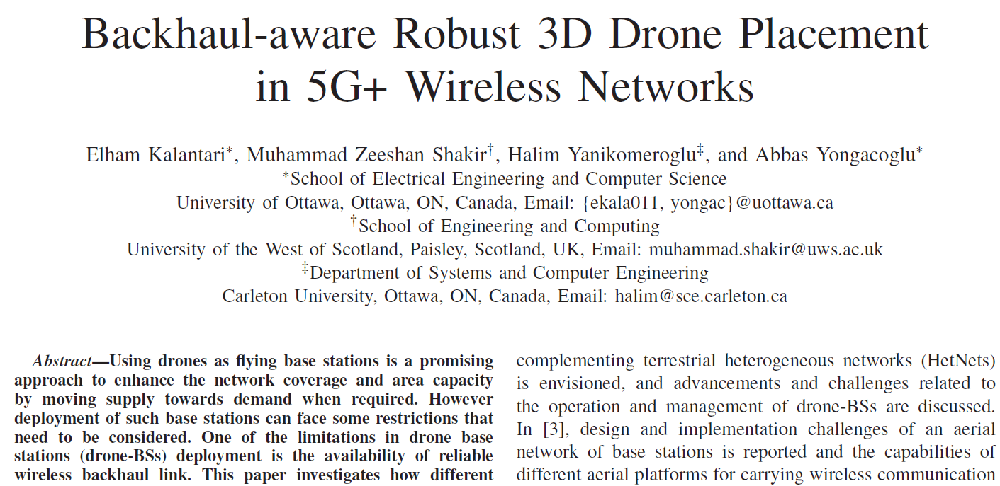 Backhaul-aware Robust 3D Drone Placement
in 5G+ Wireless Networks
Elham Kalantari*, Muhammad Zeeshan Shakir†, Halim Yanikomeroglu‡, and Abbas Yongacoglu*
*School of Electrical Engineering and Computer Science
University of Ottawa, Ottawa, ON, Canada, Email: {ekala011, yongac}@uottawa.ca
†School of Engineering and Computing
University of the West of Scotland, Paisley, Scotland, UK, Email: muhammad.shakir@uws.ac.uk
‡Department of Systems and Computer Engineering
Carleton University, Ottawa, ON, Canada, Email: halim@sce.carleton.ca
Abstract—Using drones as flying base stations is a promising
approach to enhance the network coverage and area capacity
by moving supply towards demand when required. However
deployment of such base stations can face some restrictions that
need to be considered. One of the limitations in drone base
stations (drone-BSs) deployment is the availability of reliable
wireless backhaul link. This paper investigates how different
complementing terrestrial heterogeneous networks (HetNets)
is envisioned, and advancements and challenges related to
the operation and management of drone-BSs are discussed.
In [3], design and implementation challenges of an aerial
network of base stations is reported and the capabilities of
different aerial platforms for carrying wireless communication